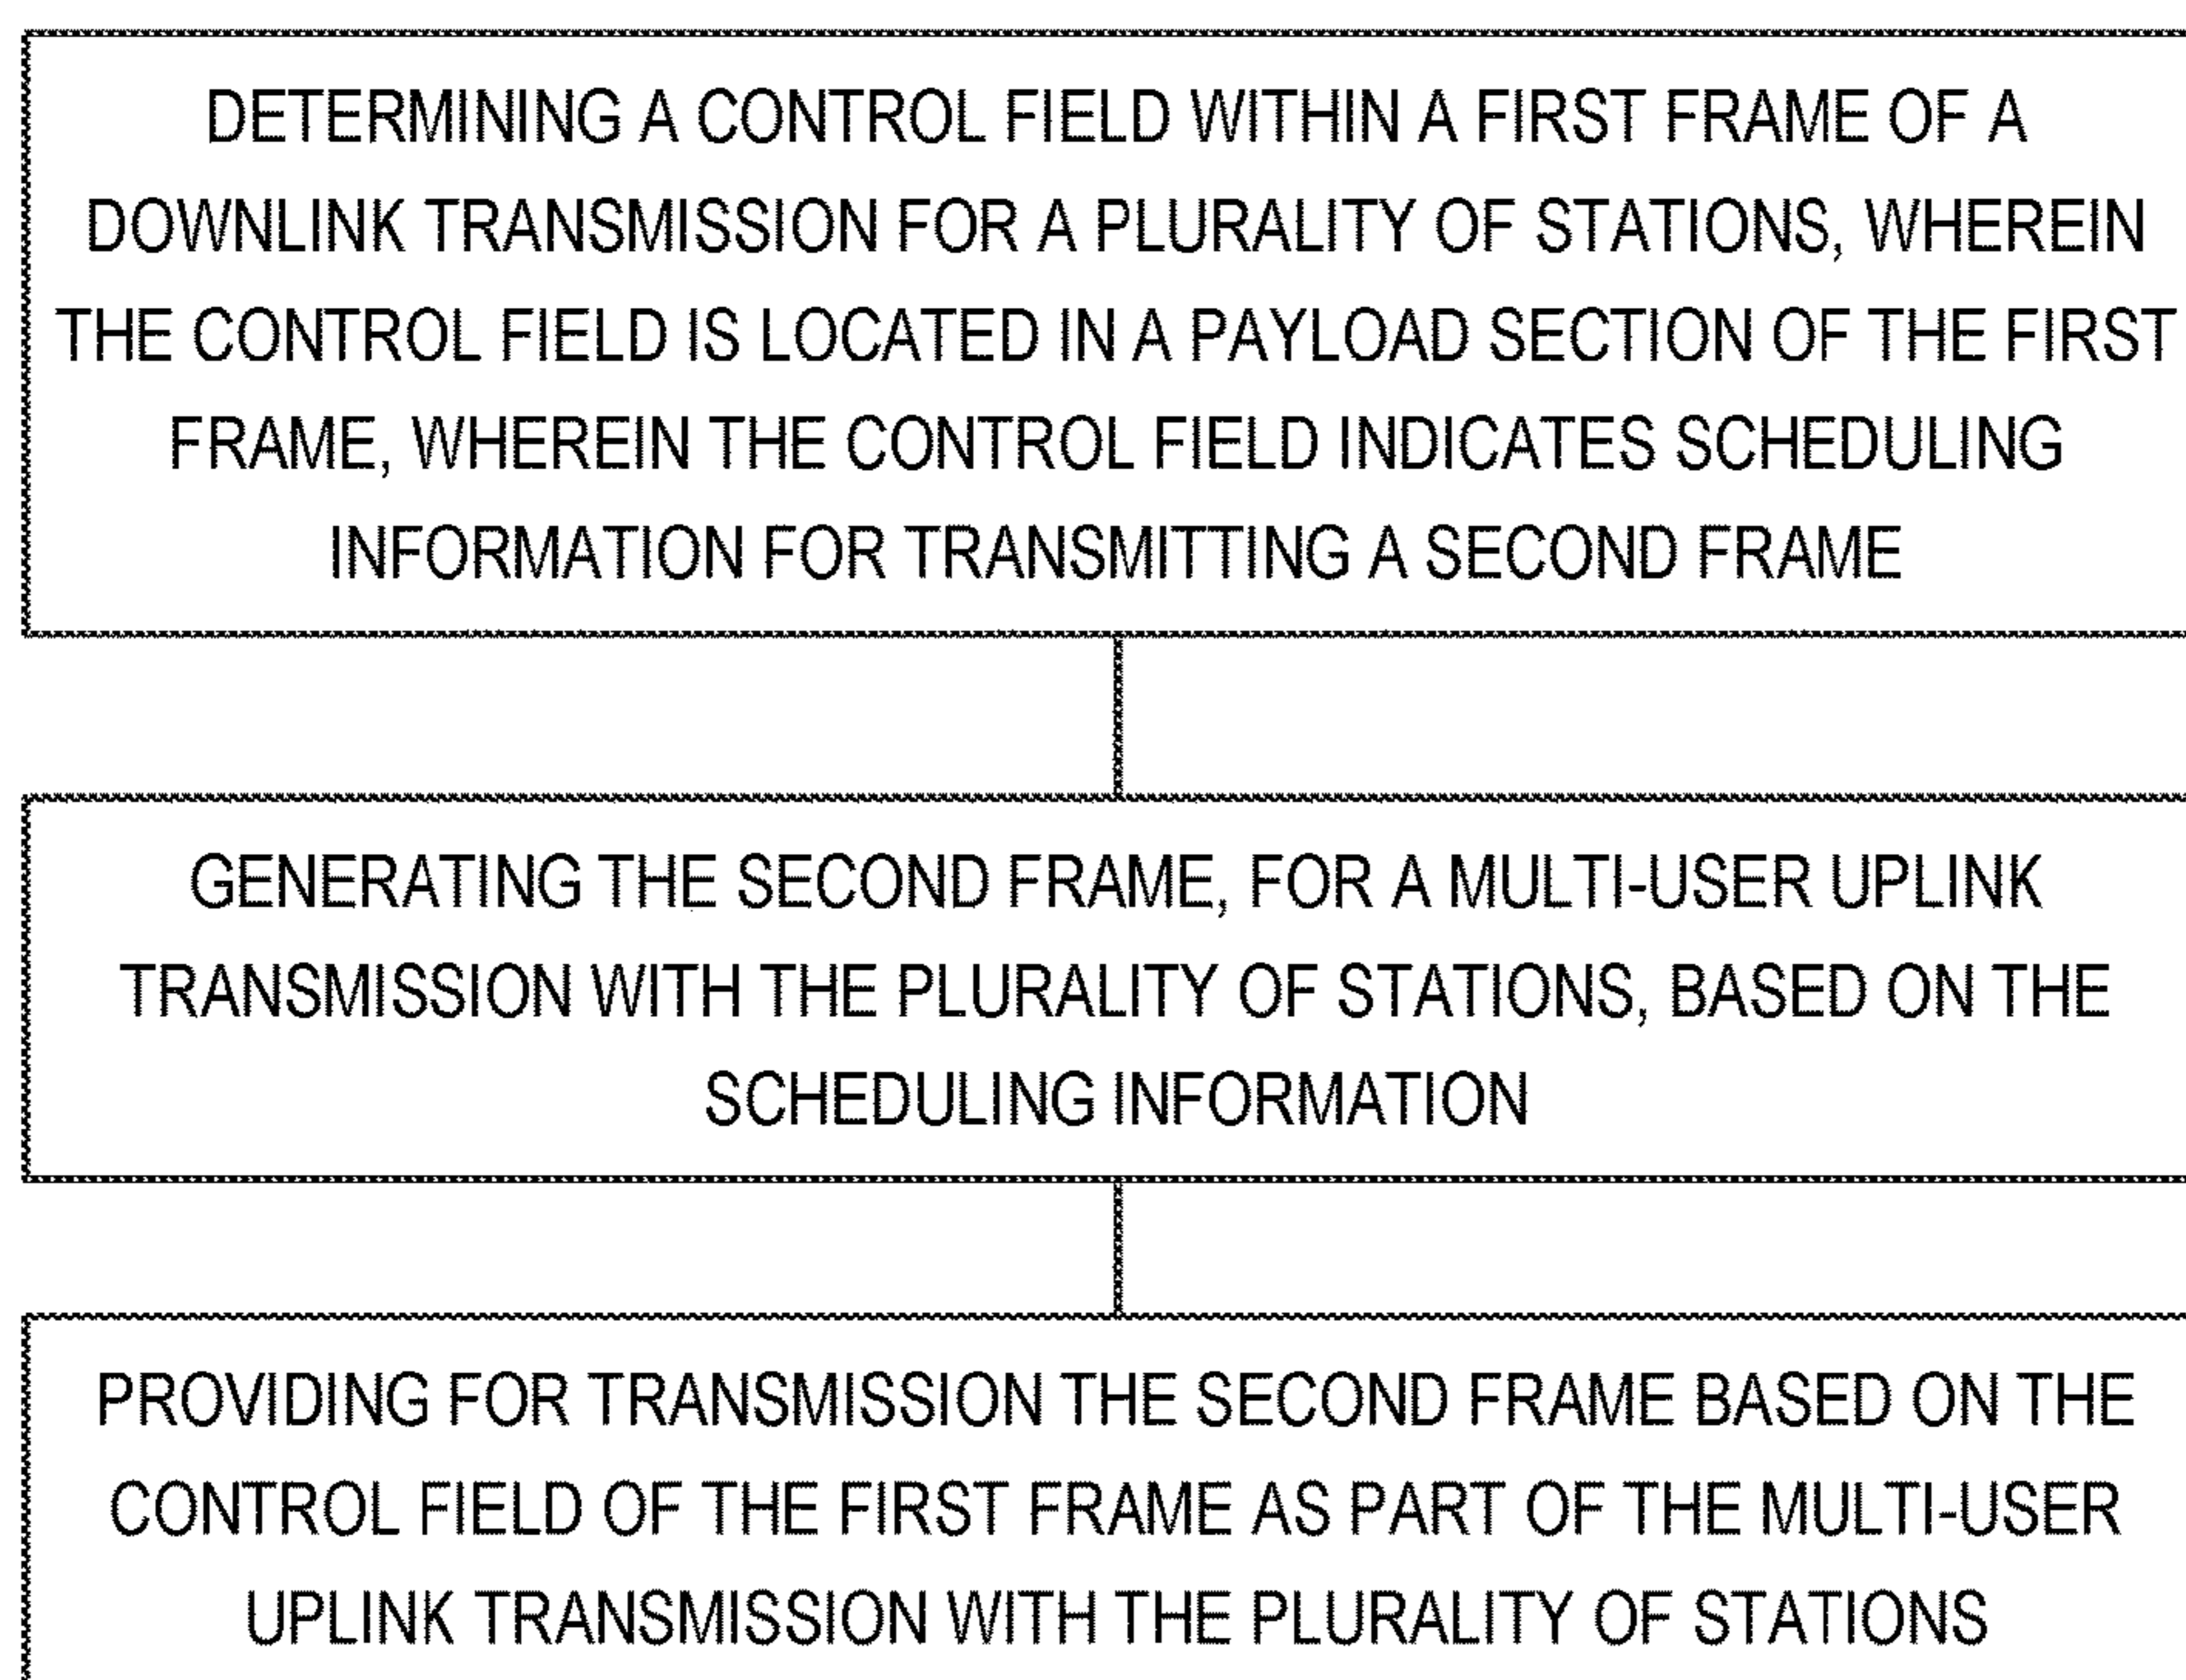 DETERMINING A CONTROL FIELD WITHIN A FIRST FRAME OF A
DOWNLINK TRANSMISSION FOR A PLURALITY OF STATIONS, WHEREIN
THE CONTROL FIELD IS LOCATED IN A PAYLOAD SECTION OF THE FIRST
FRAME, WHEREIN THE CONTROL FIELD INDICATES SCHEDULING
INFORMATION FOR TRANSMITTING A SECOND FRAME
GENERATING THE SECOND FRAME, FOR A MULTI-USER UPLINK
TRANSMISSION WITH THE PLURALITY OF STATIONS, BASED ON THE
SCHEDULING INFORMATION
PROVIDING FOR TRANSMISSION THE SECOND FRAME BASED ON THE
CONTROL FIELD OF THE FIRST FRAME AS PART OF THE MULTI-USER
UPLINK TRANSMISSION WITH THE PLURALITY OF STATIONS